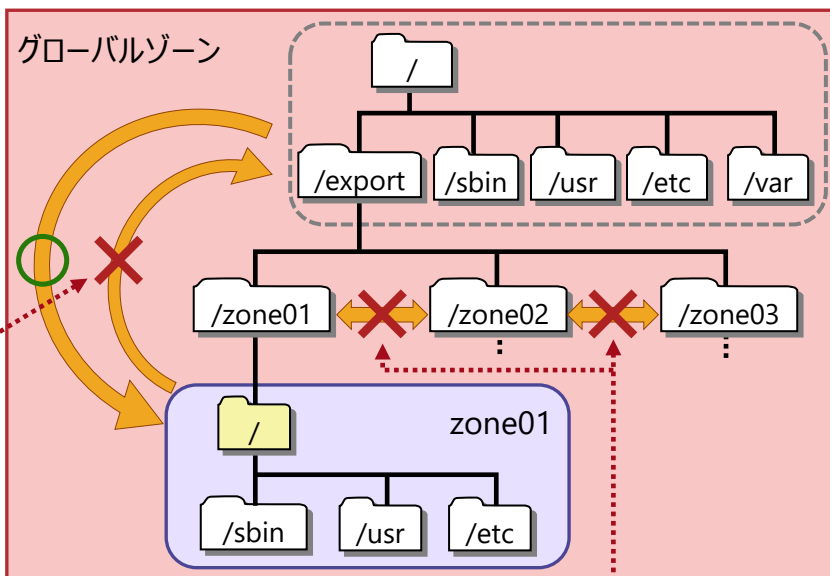 グローバルゾーン
/
/export
/sbin
/usr
/etc
/var
/zone01
/zone02
/zone03
zone01
/
/sbin
/usr
/etc